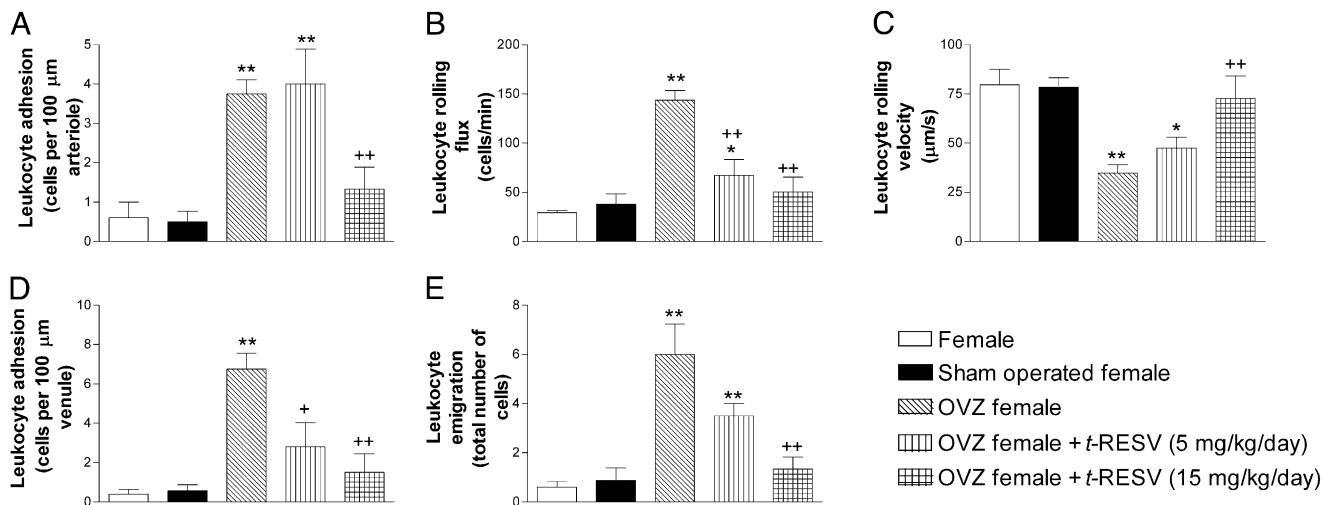 A
Leukocyte adhesion
(cells per 100 µm
arteriole)
5
4
3
2
1
0
**
**
++
B
Leukocyte rolling
flux
(cells/min)
200
150
100
50
0
**
++
*
++
C
Leukocyte rolling
velocity
(µm/s)
100
75
50
25
0
**
*
++
D
Leukocyte adhesion
(cells per 100 µm
venule)
10
8
6
4
2
0
**
+
++
E
Leukocyte
emigration
(total number of
cells)
8
6
4
2
0
**
**
++
Female
Sham operated female
OVZ female
OVZ female + t-RESV (5 mg/kg/day)
OVZ female + t-RESV (15 mg/kg/day)